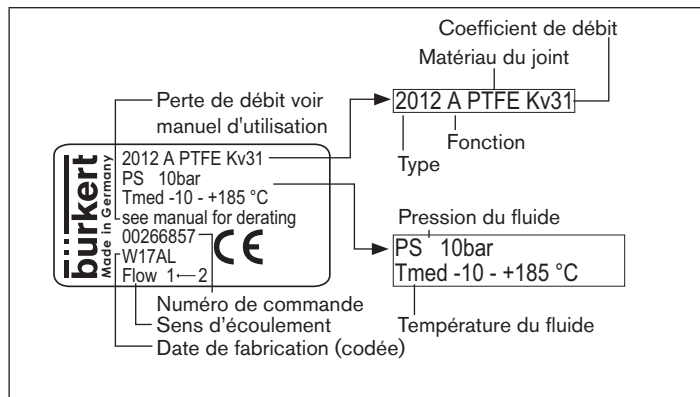 Coefficient de débit
Matériau du joint
2012 A PTFE Kv31
Fonction
Type
Perte de débit voir
manuel d'utilisation
burkert
Made in Germany
2012 A PTFE Kv31
PS 10bar
Tmed -10 - +185 °C
see manual for derating
00266857
W17AL
Flow 1←2
CE
Pression du fluide
PS 10bar
Tmed -10 - +185 °C
Température du fluide
Numéro de commande
Sens d'écoulement
Date de fabrication (codée)